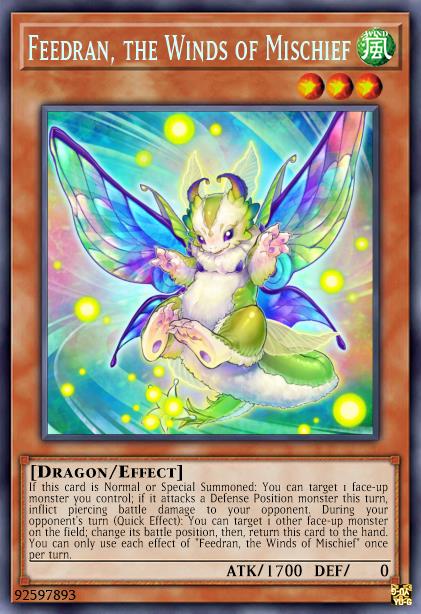 Feedran, the Winds of Mischief
WIND
風
[Dragon/Effect]
If this card is Normal or Special Summoned: You can target 1 face-up
monster you control; if it attacks a Defense Position monster this turn,
inflict piercing battle damage to your opponent. During your
opponent's turn (Quick Effect): You can target 1 other face-up monster
on the field; change its battle position, then, return this card to the hand.
You can only use each effect of "Feedran, the Winds of Mischief" once
per turn.
ATK/1700 DEF/ 0
92597893